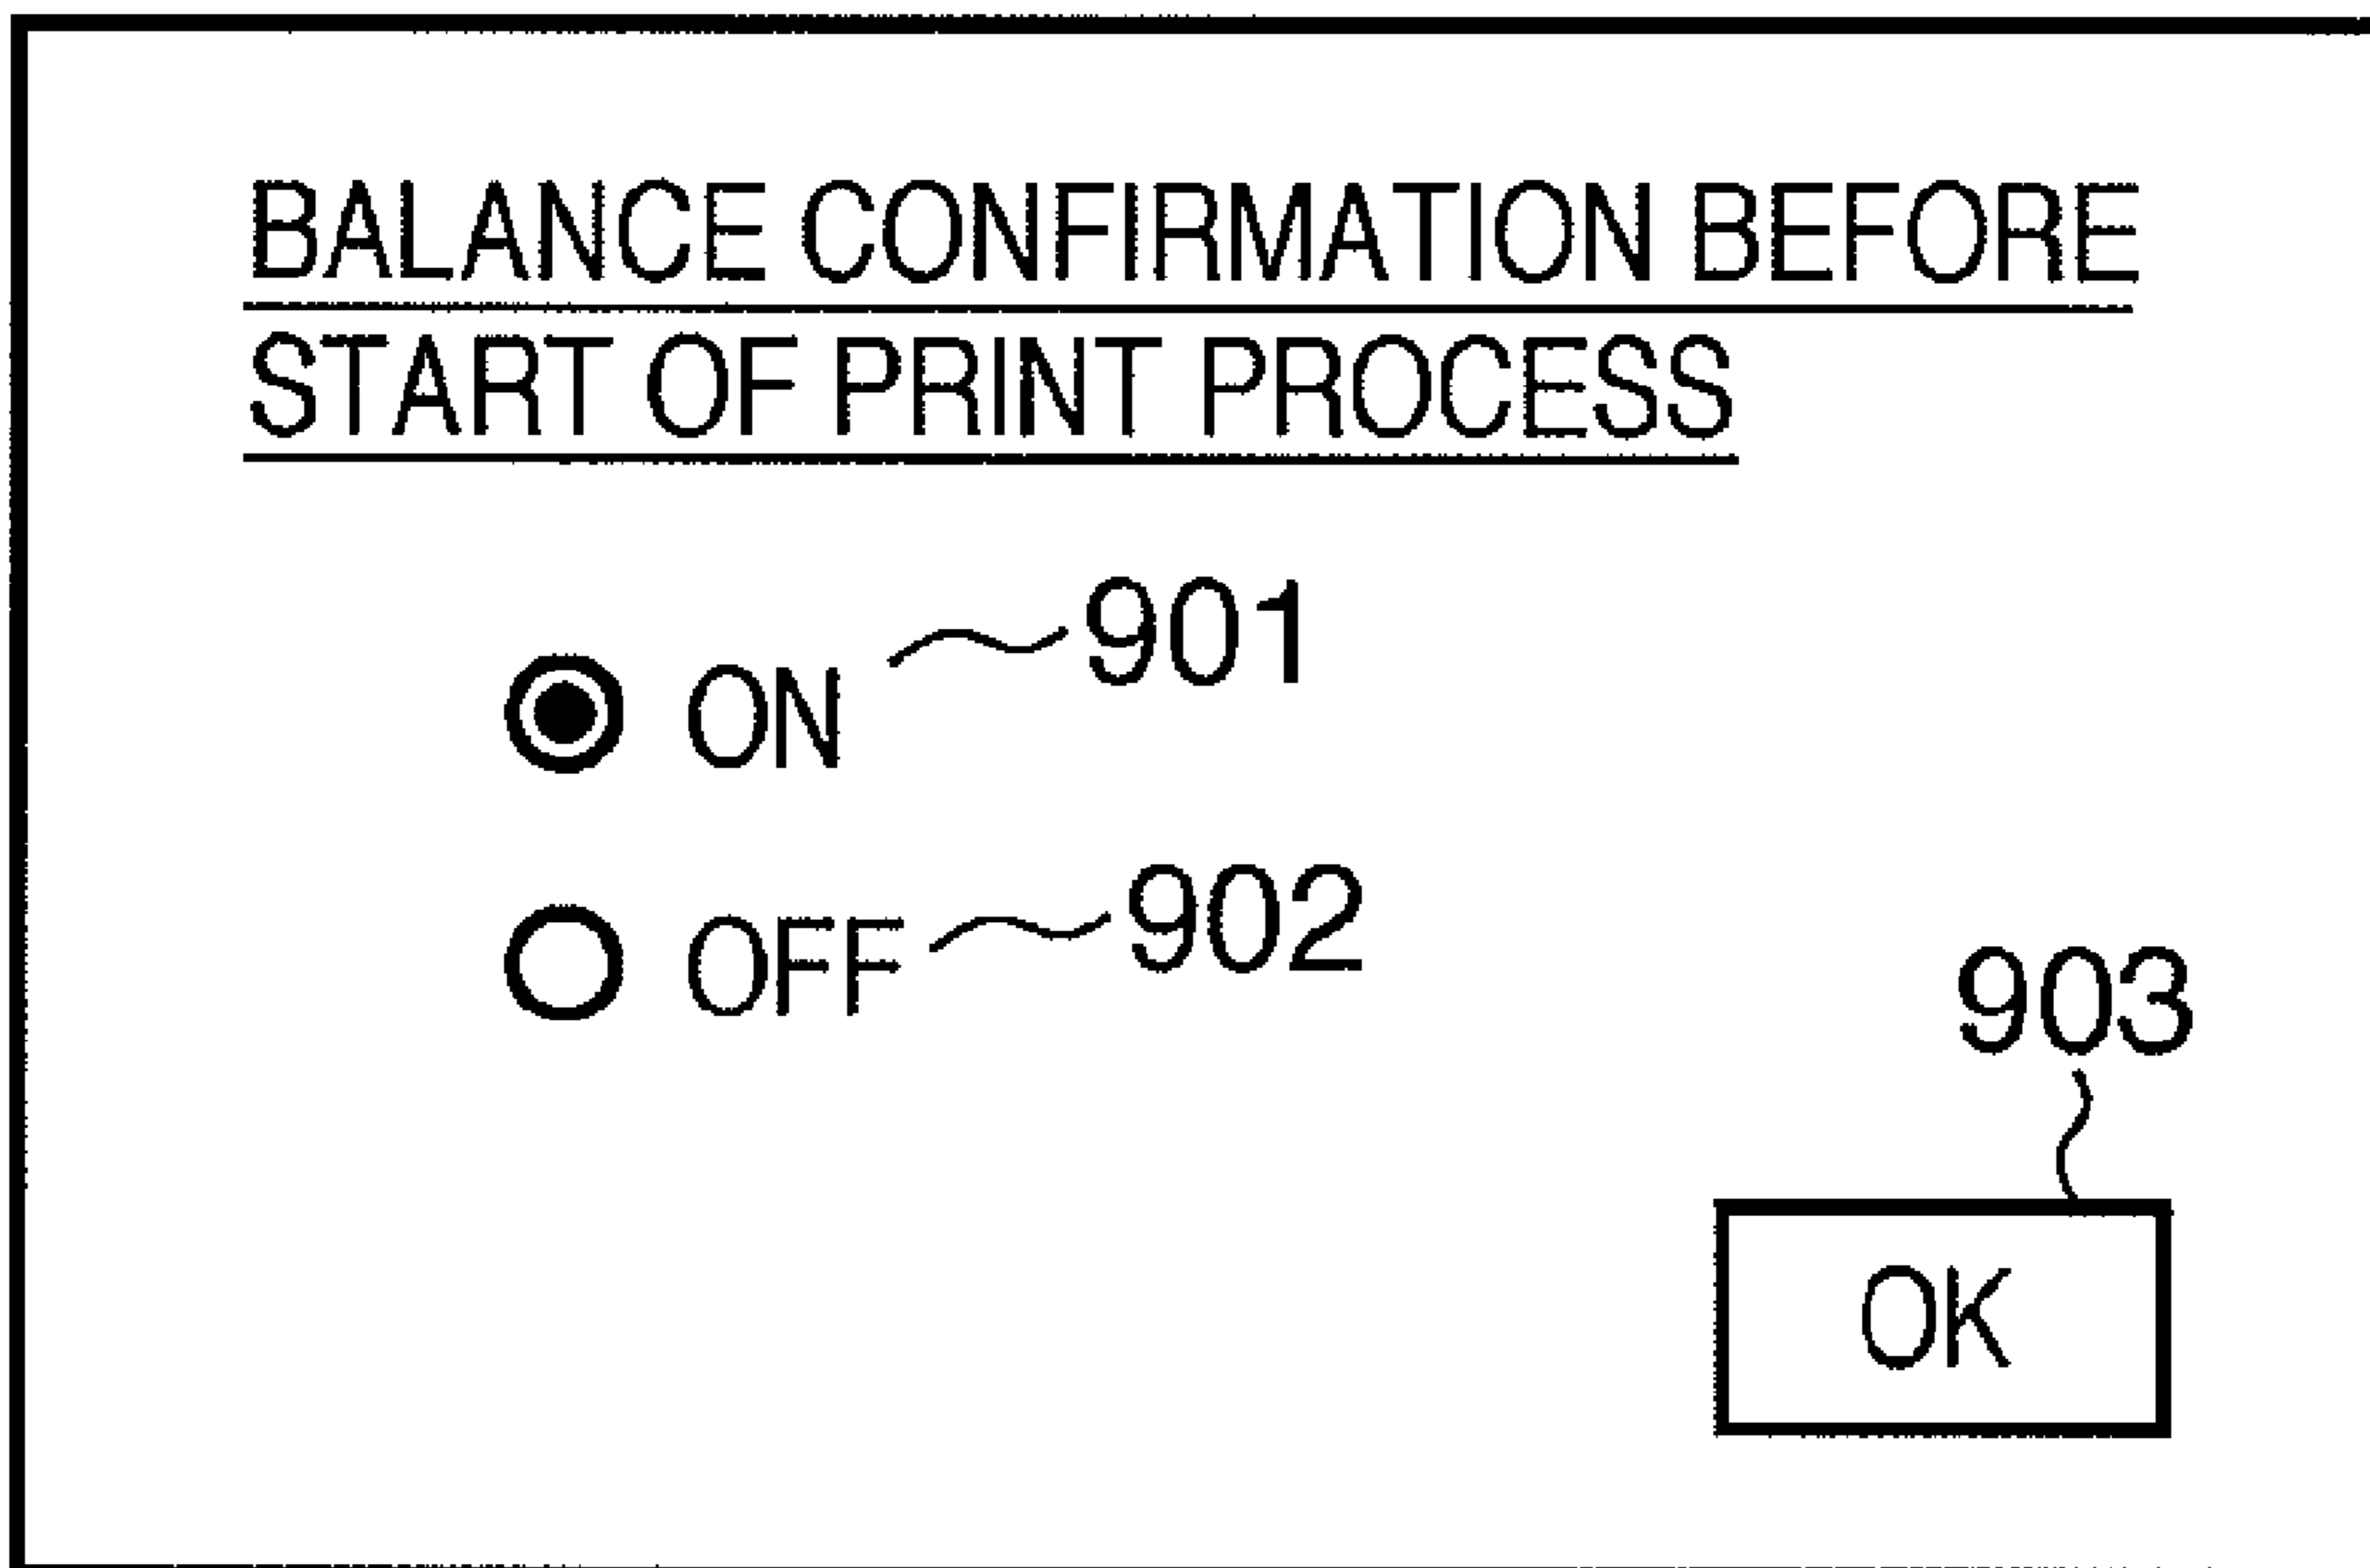 BALANCE CONFIRMATION BEFORE
START OF PRINT PROCESS
901
ON
902
OFF
903
OK